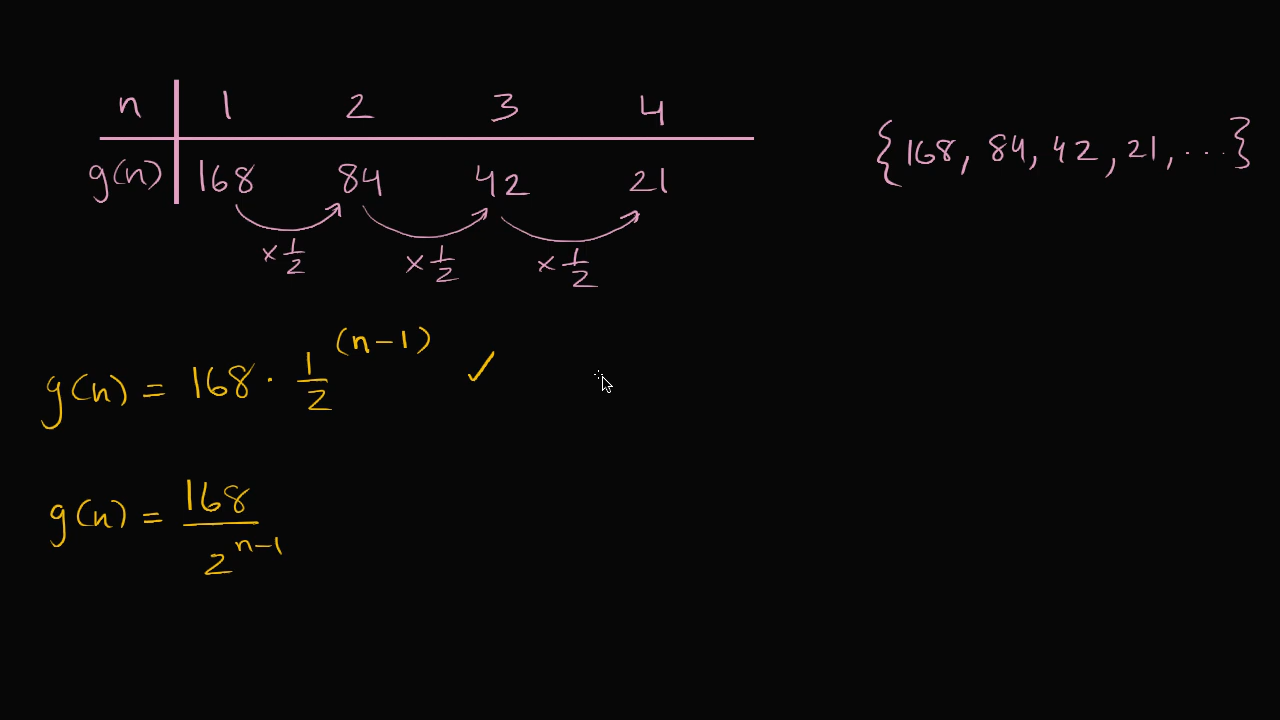 n 1 2 3 4
g(n) 168 84 42 21
{168, 84, 42, 21, ...}
×1/2 ×1/2 ×1/2
g(n) = 168 · 1/2^(n-1) ✓
g(n) = 168/2^n-1